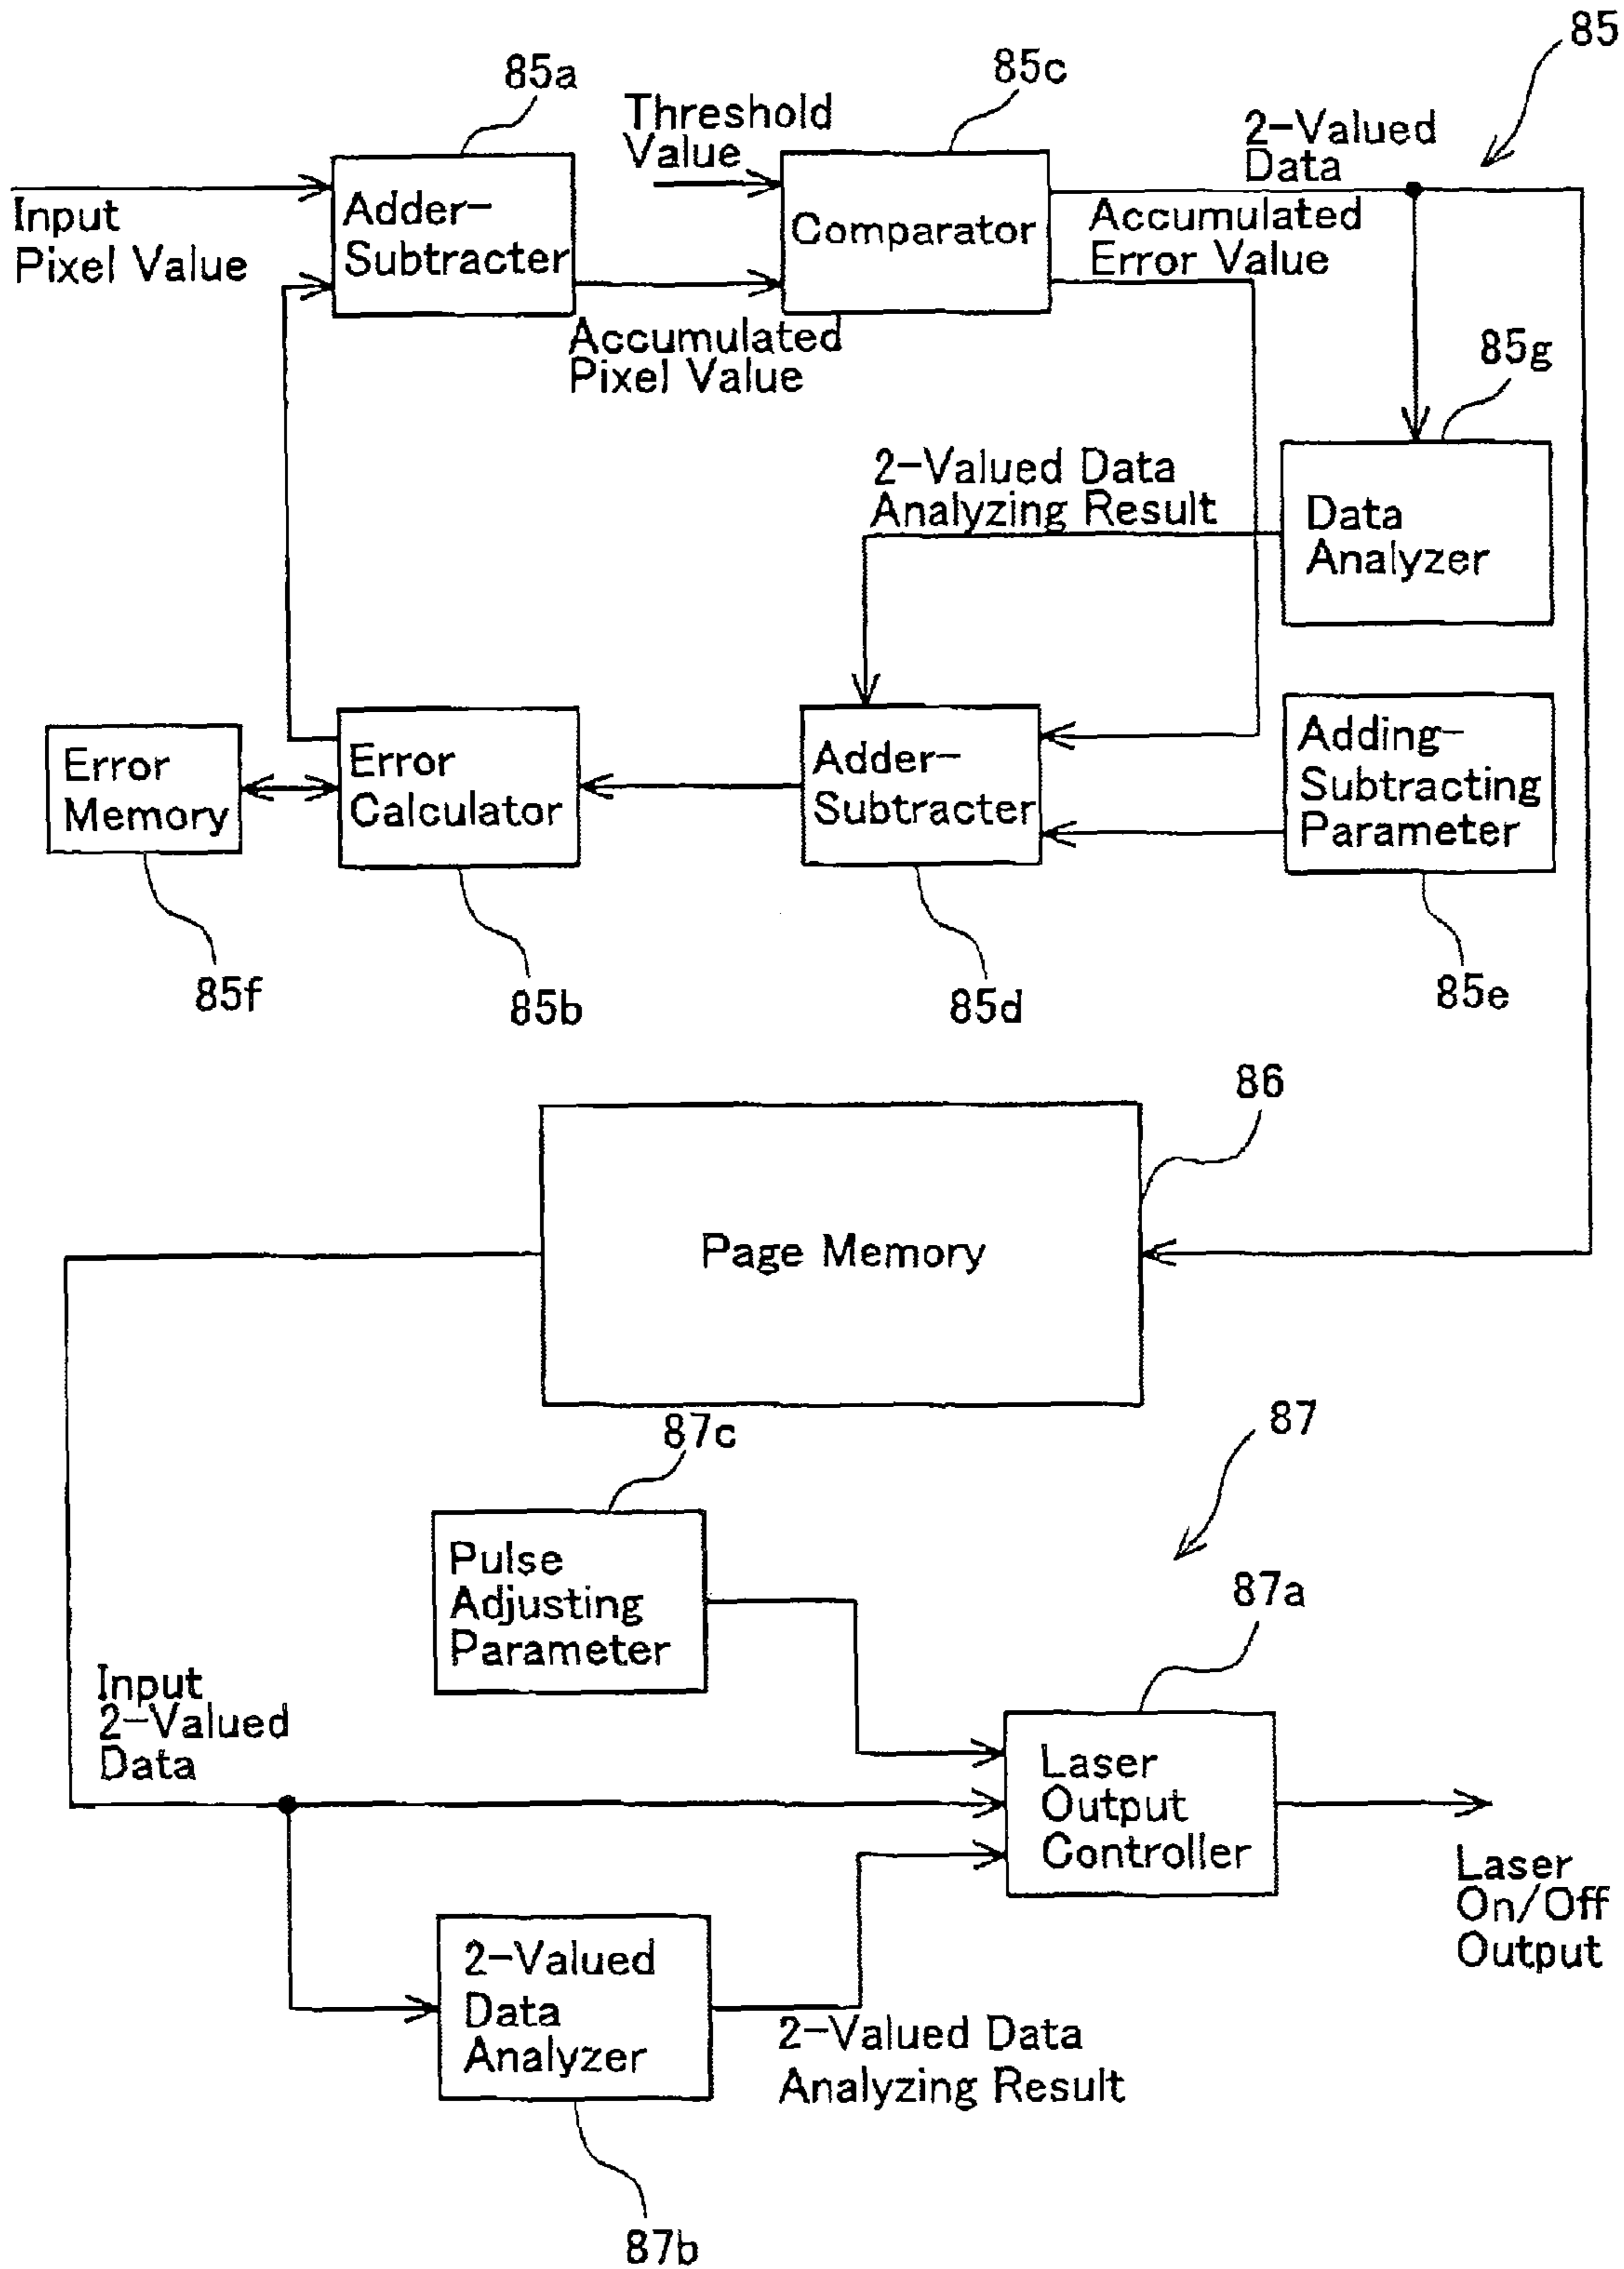 85
85a
85c
Threshold
Value
2-Valued
Data
Input
Pixel Value
Adder-
Subtracter
Comparator
Accumulated
Error Value
Accumulated
Pixel Value
85g
2-Valued Data
Analyzing Result
Data
Analyzer
Error
Memory
Error
Calculator
Adder-
Subtracter
Adding-
Subtracting
Parameter
85f
85b
85d
85e
86
Page Memory
87c
87
Pulse
Adjusting
Parameter
87a
Input
2-Valued
Data
Laser
Output
Controller
Laser
On/Off
Output
2-Valued
Data
Analyzer
2-Valued Data
Analyzing Result
87b